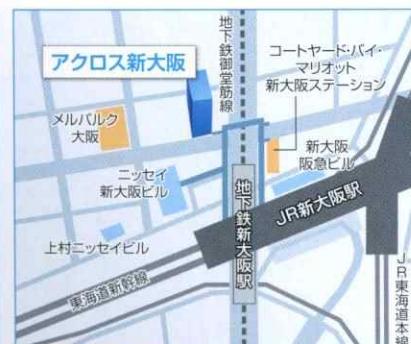 アクロス新大阪
地下鉄御堂筋線
コートヤード・バイ・
マリオット
新大阪ステーション
メルパルク
大阪
ニッセイ
新大阪ビル
新大阪
阪急ビル
地下鉄新大阪駅
JR新大阪駅
上村ニッセイビル
東海道新幹線
JR東海道本線